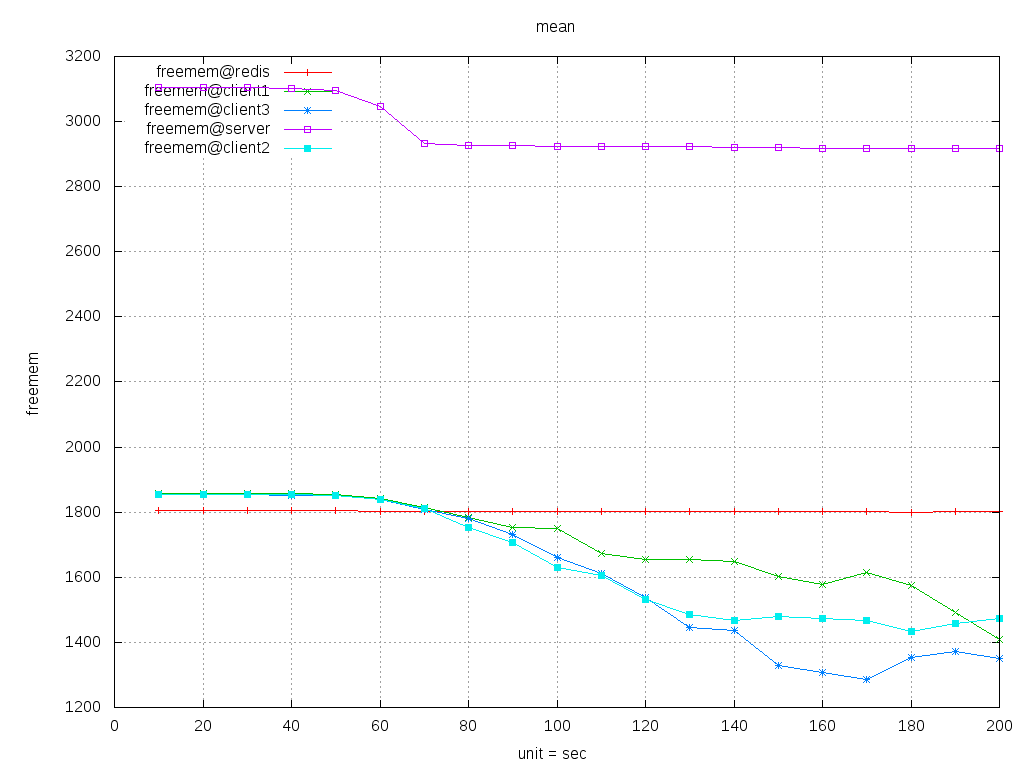 mean
3200
3000
2800
2600
2400
2200
2000
1800
1600
1400
1200
freemem
freemem@redis
freemem@client1
freemem@client3
freemem@server
freemem@client2
0 20 40 60 80 100 120 140 160 180 200
unit = sec